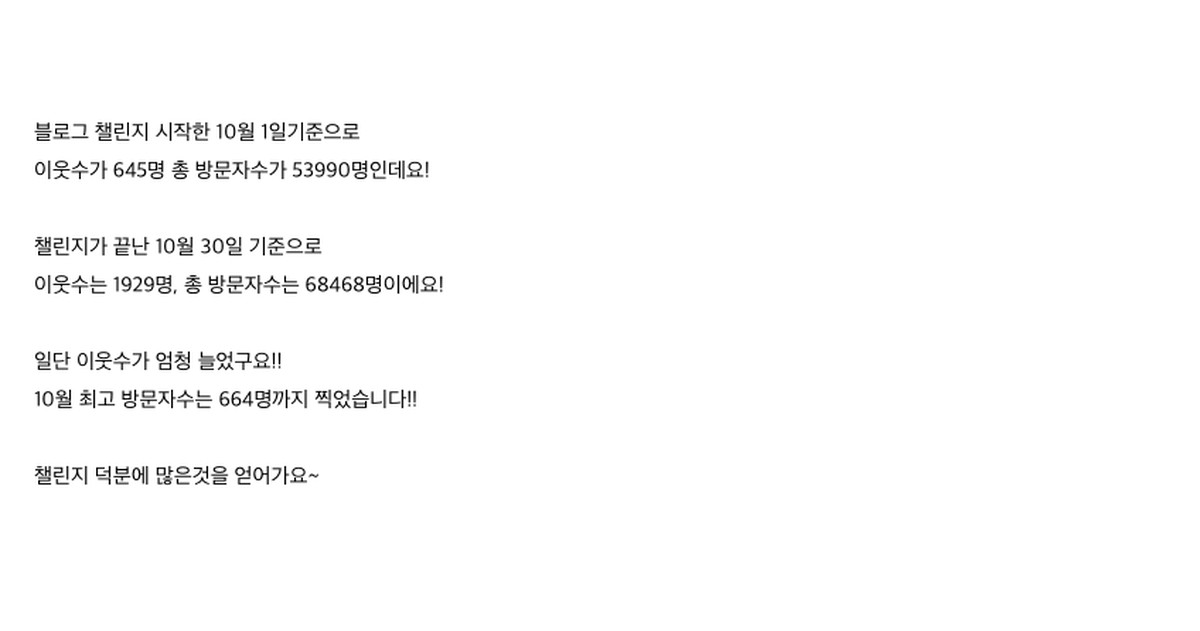 블로그 챌린지 시작한 10월 1일기준으로
이웃수가 645명 총 방문자수가 53990명인데요!
챌린지가 끝난 10월 30일 기준으로
이웃수는 1929명, 총 방문자수는 68468명이에요!
일단 이웃수가 엄청 늘었구요!!
10월 최고 방문자수는 664명까지 찍었습니다!!
챌린지 덕분에 많은것을 얻어가요~